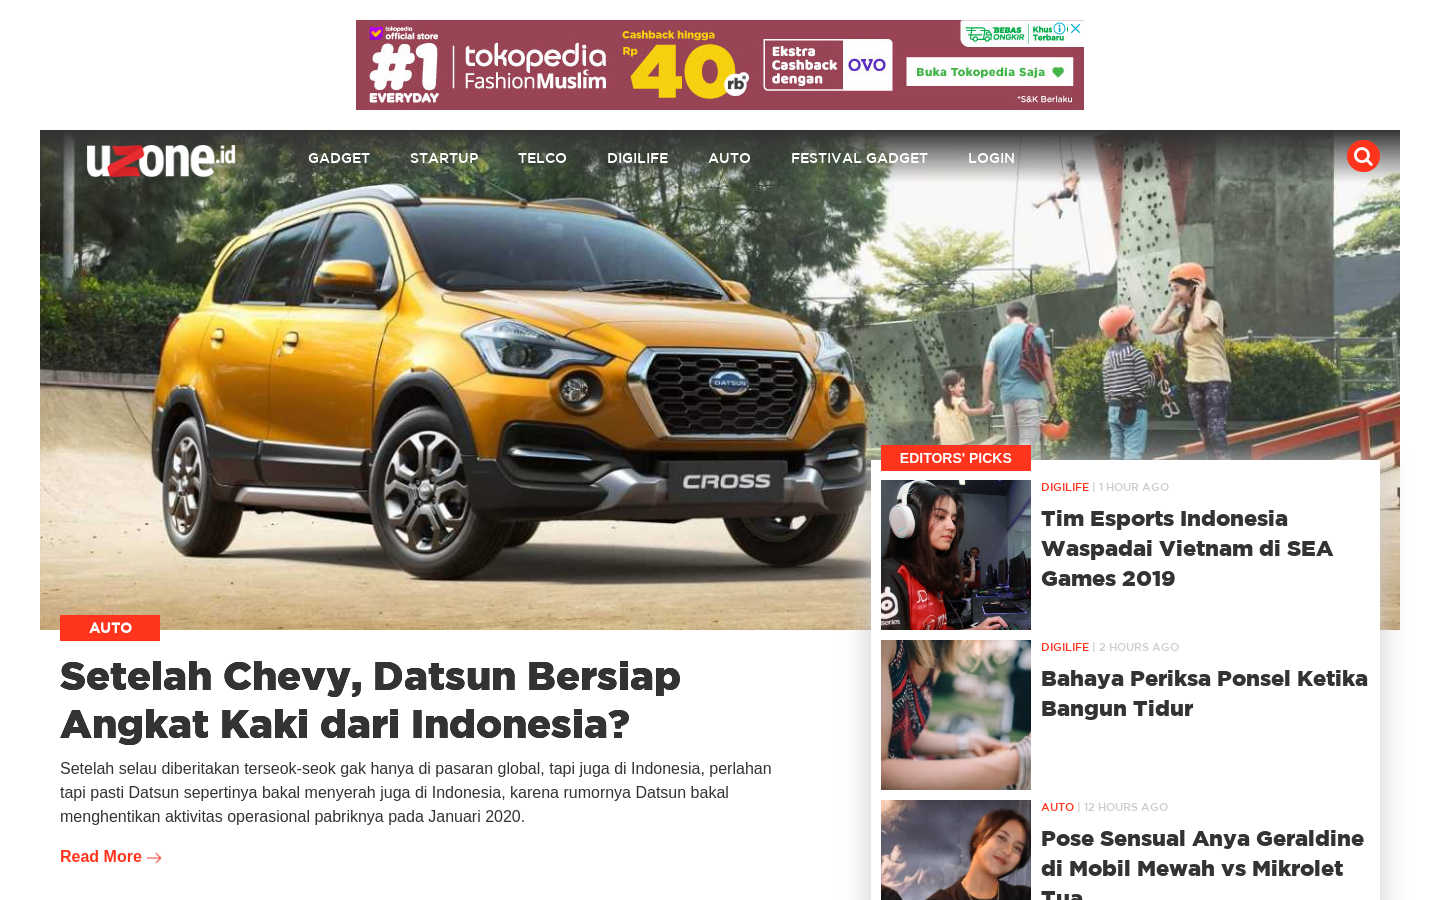 tokopedia
official store
#1
EVERYDAY
tokopedia
FashionMuslim
Cashback hingga
Rp
40
rb
Ekstra
Cashback
dengan
OVO
BEBAS
ONGKIR
Khus
Terbaru
Buka Tokopedia Saja
*S&K Berlaku
uzone.id
GADGET
STARTUP
TELCO
DIGILIFE
AUTO
FESTIVAL GADGET
LOGIN
DATSUN
CROSS
AUTO
Setelah Chevy, Datsun Bersiap
Angkat Kaki dari Indonesia?
Setelah selau diberitakan terseok-seok gak hanya di pasaran global, tapi juga di Indonesia, perlahan
tapi pasti Datsun sepertinya bakal menyerah juga di Indonesia, karena rumornya Datsun bakal
menghentikan aktivitas operasional pabriknya pada Januari 2020.
Read More
EDITORS' PICKS
DIGILIFE | 1 HOUR AGO
Tim Esports Indonesia
Waspadai Vietnam di SEA
Games 2019
series
DIGILIFE | 2 HOURS AGO
Bahaya Periksa Ponsel Ketika
Bangun Tidur
AUTO | 12 HOURS AGO
Pose Sensual Anya Geraldine
di Mobil Mewah vs Mikrolet
Tua